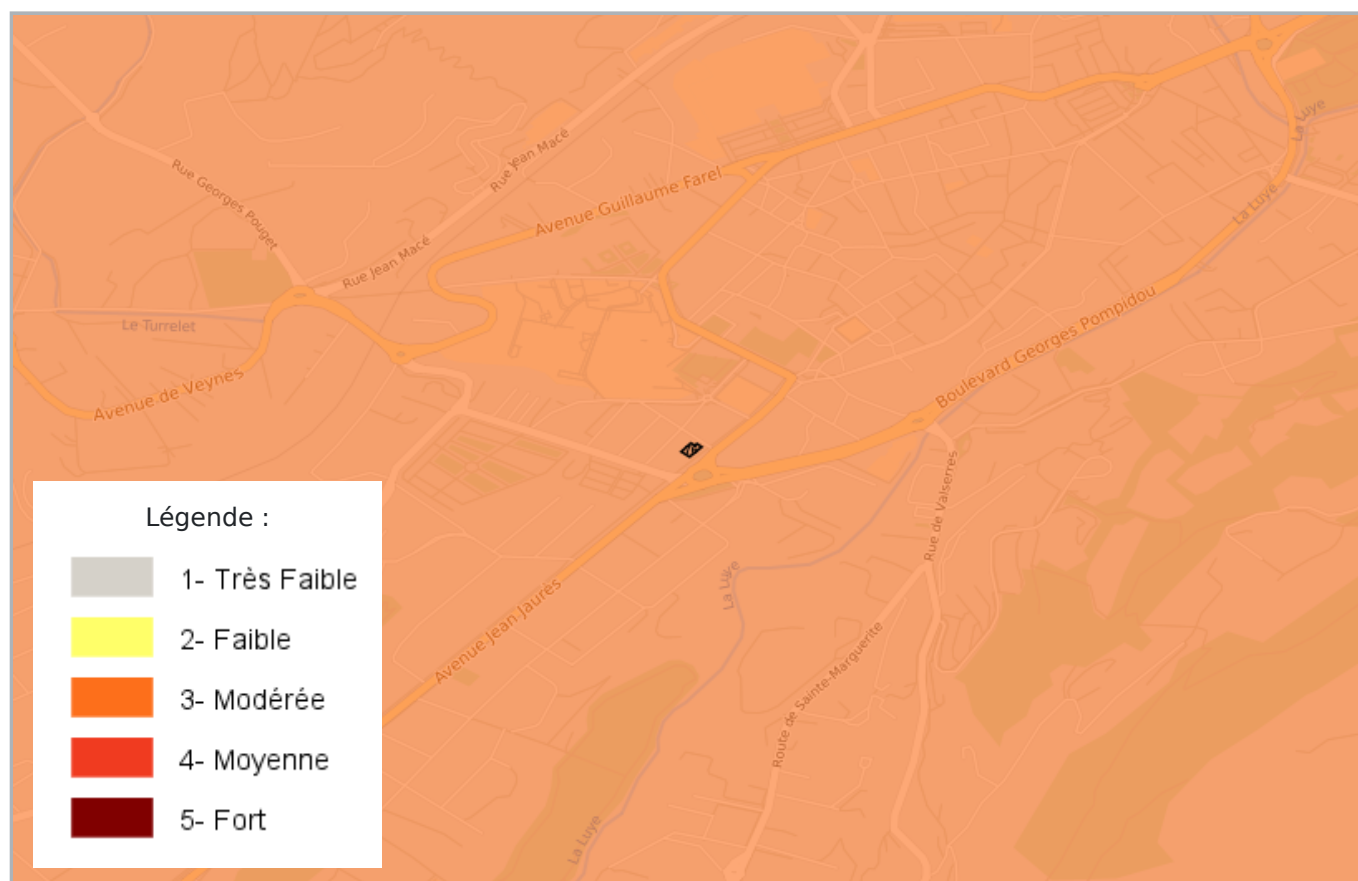 Rue Jean Macé
La Luye
Rue Georges Pouget
Avenue Guillaume Farel
La Luye
Rue Jean Macé
Le Turrelet
Boulevard Georges Pompidou
Avenue de Veynes
Rue de Valserres
La Luye
Avenue Jean Jaurès
Route de Sainte-Marguerite
La Luye
Légende :
1- Très Faible
2- Faible
3- Modérée
4- Moyenne
5- Fort